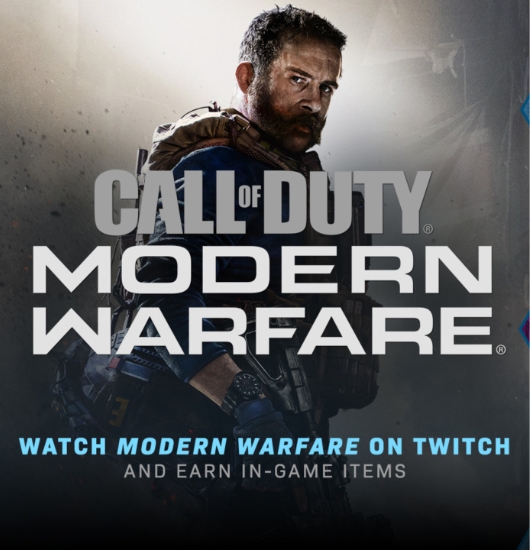 CALL OF DUTY®
MODERN
WARFARE®
WATCH MODERN WARFARE ON TWITCH
AND EARN IN-GAME ITEMS